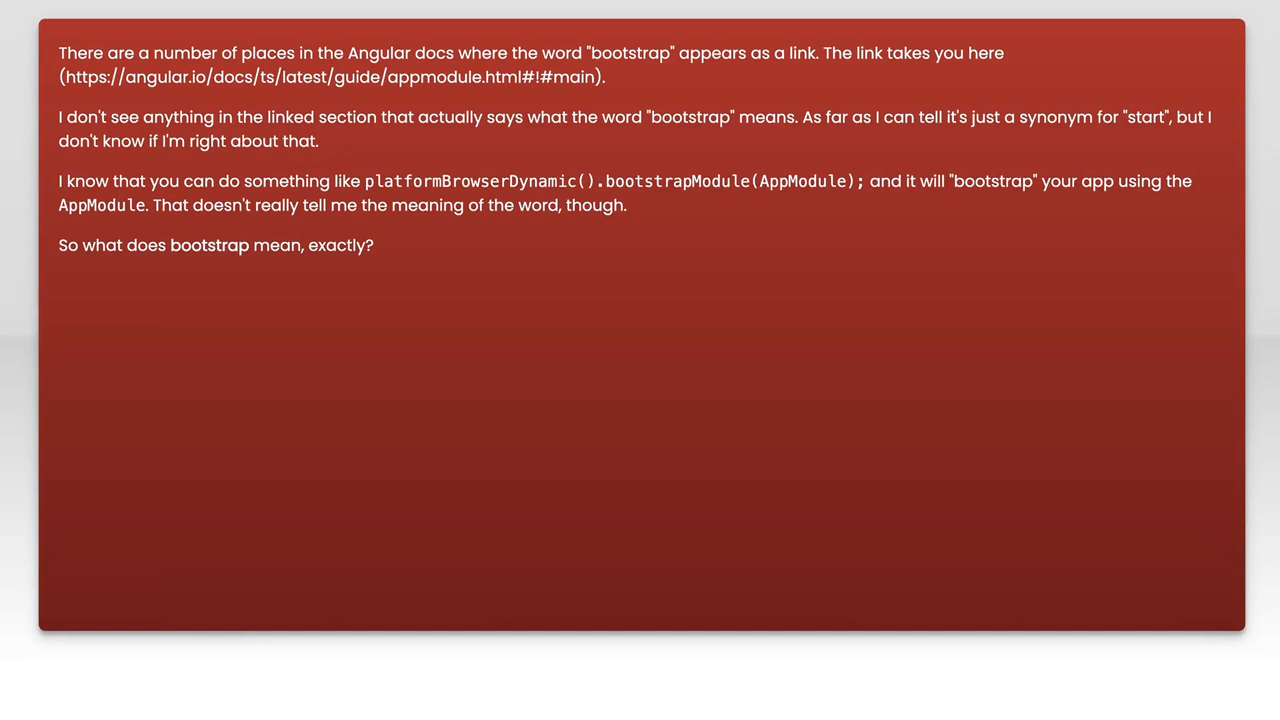 There are a number of places in the Angular docs where the word "bootstrap" appears as a link. The link takes you here
(https://angular.io/docs/ts/latest/guide/appmodule.html#!#main).
I don't see anything in the linked section that actually says what the word "bootstrap" means. As far as I can tell it's just a synonym for "start", but I
don't know if I'm right about that.
I know that you can do something like platformBrowserDynamic().bootstrapModule(AppModule); and it will "bootstrap" your app using the
AppModule. That doesn't really tell me the meaning of the word, though.
So what does bootstrap mean, exactly?